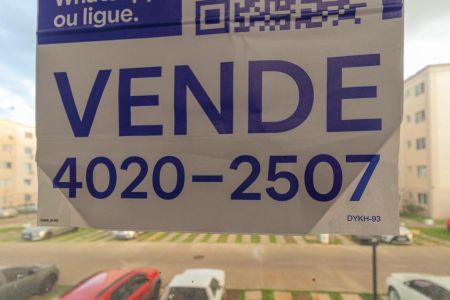 ou ligue.
VENDE
4020-2507
DYKH-93